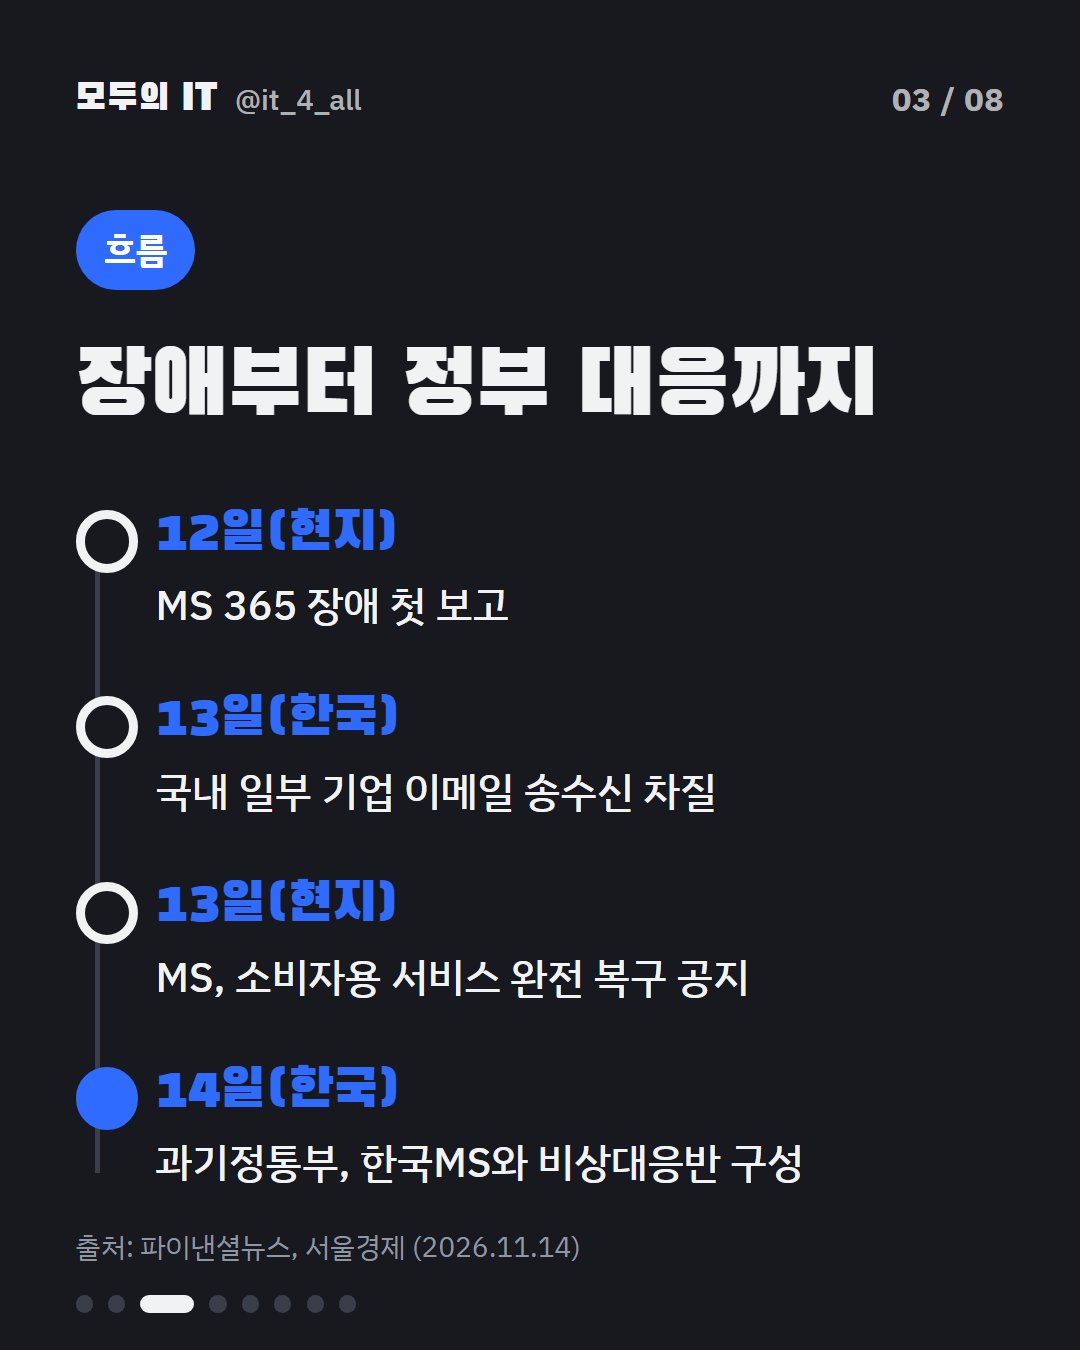 모두의 IT @it_4_all
03 / 08
흐름
장애부터 정부 대응까지
12일(현지)
MS 365 장애 첫 보고
13일(한국)
국내 일부 기업 이메일 송수신 차질
13일(현지)
MS, 소비자용 서비스 완전 복구 공지
14일(한국)
과기정통부, 한국MS와 비상대응반 구성
출처: 파이낸셜뉴스, 서울경제 (2026.11.14)